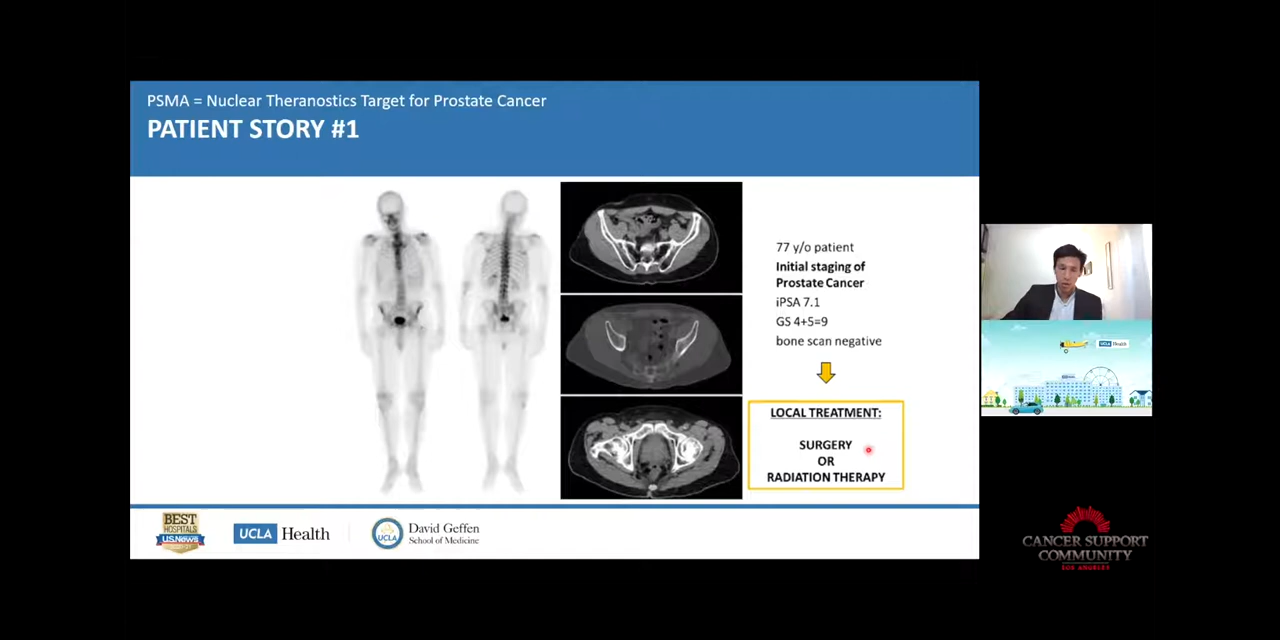 PSMA = Nuclear Theranostics Target for Prostate Cancer
PATIENT STORY #1
77 y/o patient
Initial staging of
Prostate Cancer
iPSA 7.1
GS 4+5=9
bone scan negative
LOCAL TREATMENT:
SURGERY
OR
RADIATION THERAPY
BEST
HOSPITALS
U.S.News
UCLA Health
UCLA
David Geffen
School of Medicine
UCLA Health
CANCER SUPPORT
COMMUNITY
LOS ANGELES